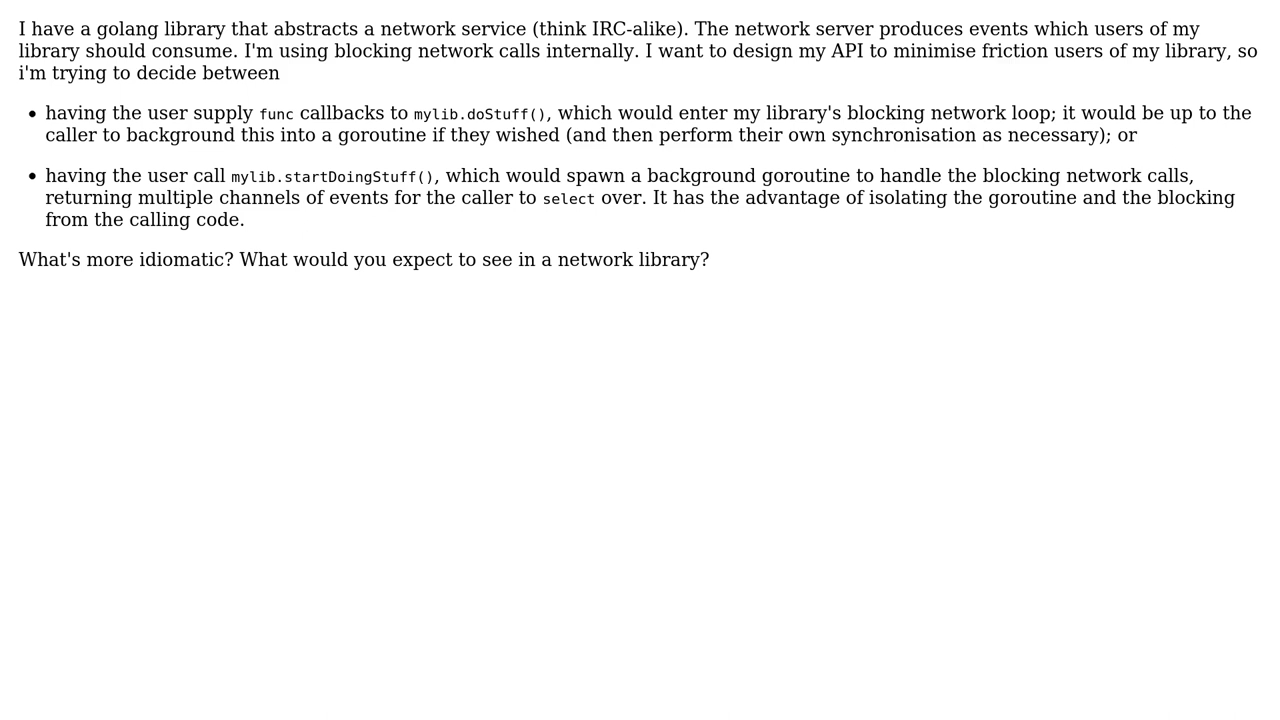 I have a golang library that abstracts a network service (think IRC-alike). The network server produces events which users of my
library should consume. I'm using blocking network calls internally. I want to design my API to minimise friction users of my library, so
i'm trying to decide between
• having the user supply func callbacks to mylib.doStuff(), which would enter my library's blocking network loop; it would be up to the
caller to background this into a goroutine if they wished (and then perform their own synchronisation as necessary); or
• having the user call mylib.startDoingStuff(), which would spawn a background goroutine to handle the blocking network calls,
returning multiple channels of events for the caller to select over. It has the advantage of isolating the goroutine and the blocking
from the calling code.
What's more idiomatic? What would you expect to see in a network library?